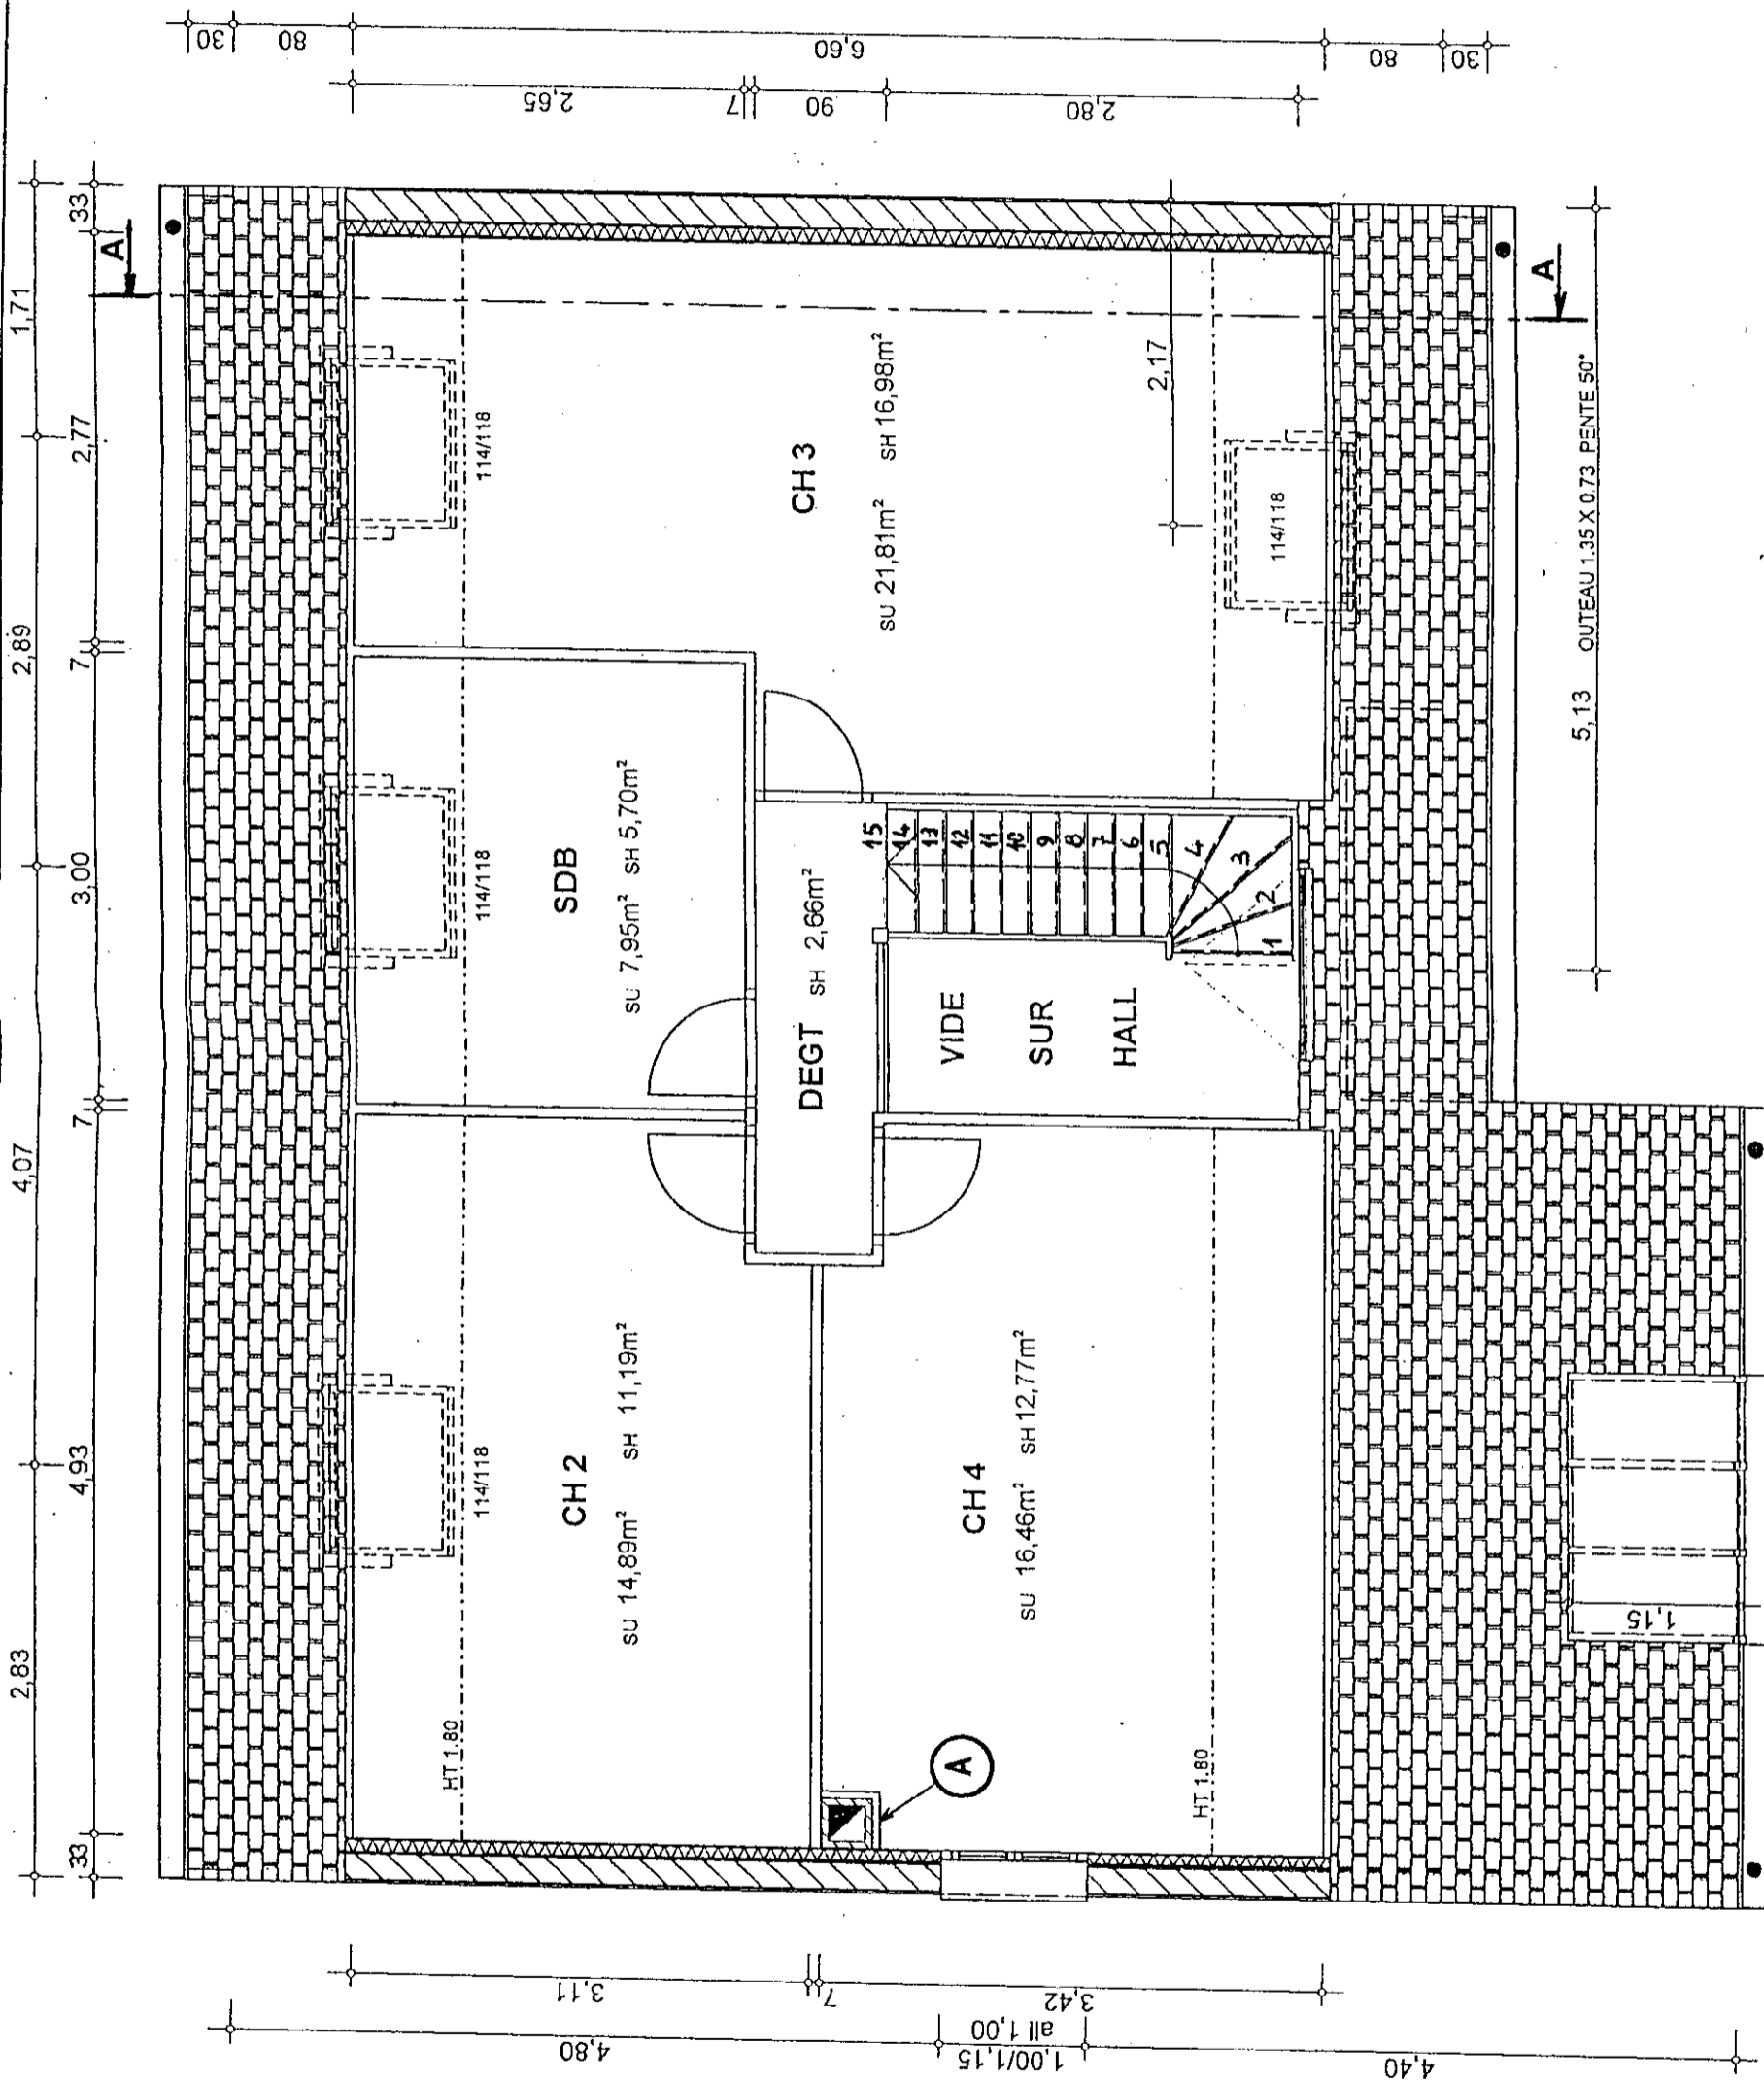 30
80
6,60
80
30
2,65
7
90
2,80
1,71
2,89
4,07
2,83
33
2,77
7
3,00
7
4,93
33
A
A
114/118
CH 3
SU 21,81m² SH 16,98m²
2,17
114/118
5,13 OUTEAU 1.35 X 0.73 PENTE 50°
114/118
SDB
SU 7,95m² SH 5,70m²
DEGT SH 2,66m²
15
14
13
12
11
10
9
8
7
6
5
4
3
2
1
VIDE
SUR
HALL
114/118
CH 2
SU 14,89m² SH 11,19m²
HT 1.80
CH 4
SU 16,46m² SH 12,77m²
HT 1.80
A
1,15
3,11
7
3,42
4,80
1,00/1,15
all 1,00
4,40